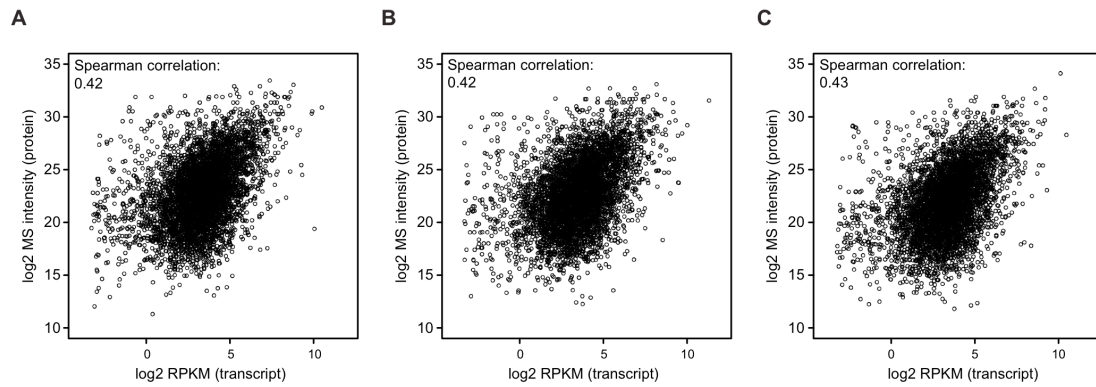 A
B
C
Spearman correlation:
0.42
35
30
25
20
15
10
0
5
10
log2 MS intensity (protein)
log2 RPKM (transcript)
Spearman correlation:
0.42
35
30
25
20
15
10
0
5
10
log2 MS intensity (protein)
log2 RPKM (transcript)
Spearman correlation:
0.43
35
30
25
20
15
10
0
5
10
log2 MS intensity (protein)
log2 RPKM (transcript)